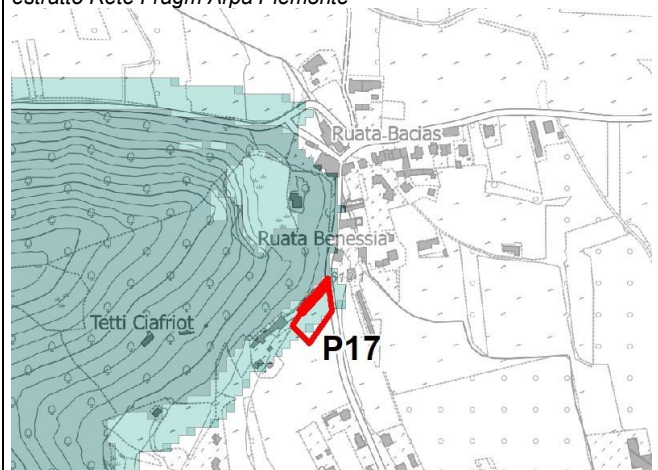 estratto Rete Fragm Arpa Piemonte
Ruata Bacias
Ruata Benessia
Tetti Ciafriot
P17